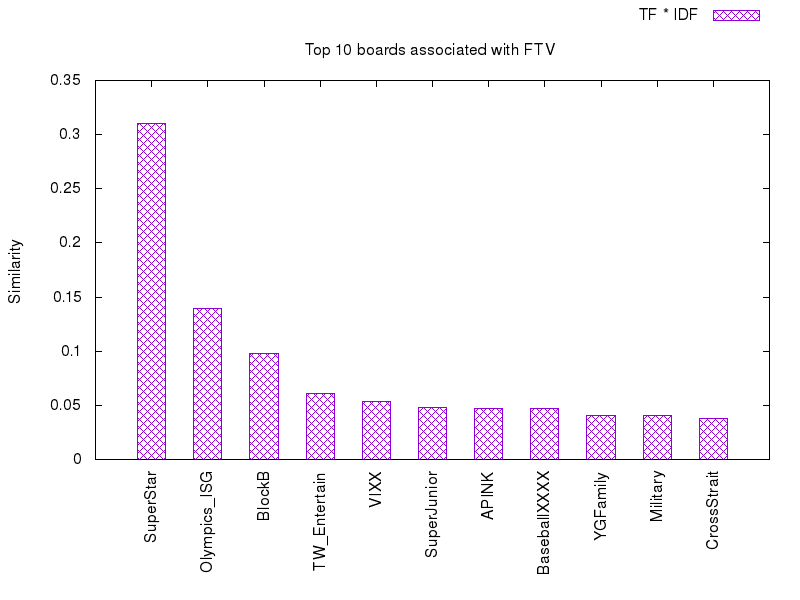 TF * IDF
Top 10 boards associated with FTV
Similarity
0.35
0.3
0.25
0.2
0.15
0.1
0.05
0
SuperStar
Olympics_ISG
BlockB
TW_Entertain
VIXX
SuperJunior
APINK
BaseballXXXX
YGFamily
Military
CrossStrait